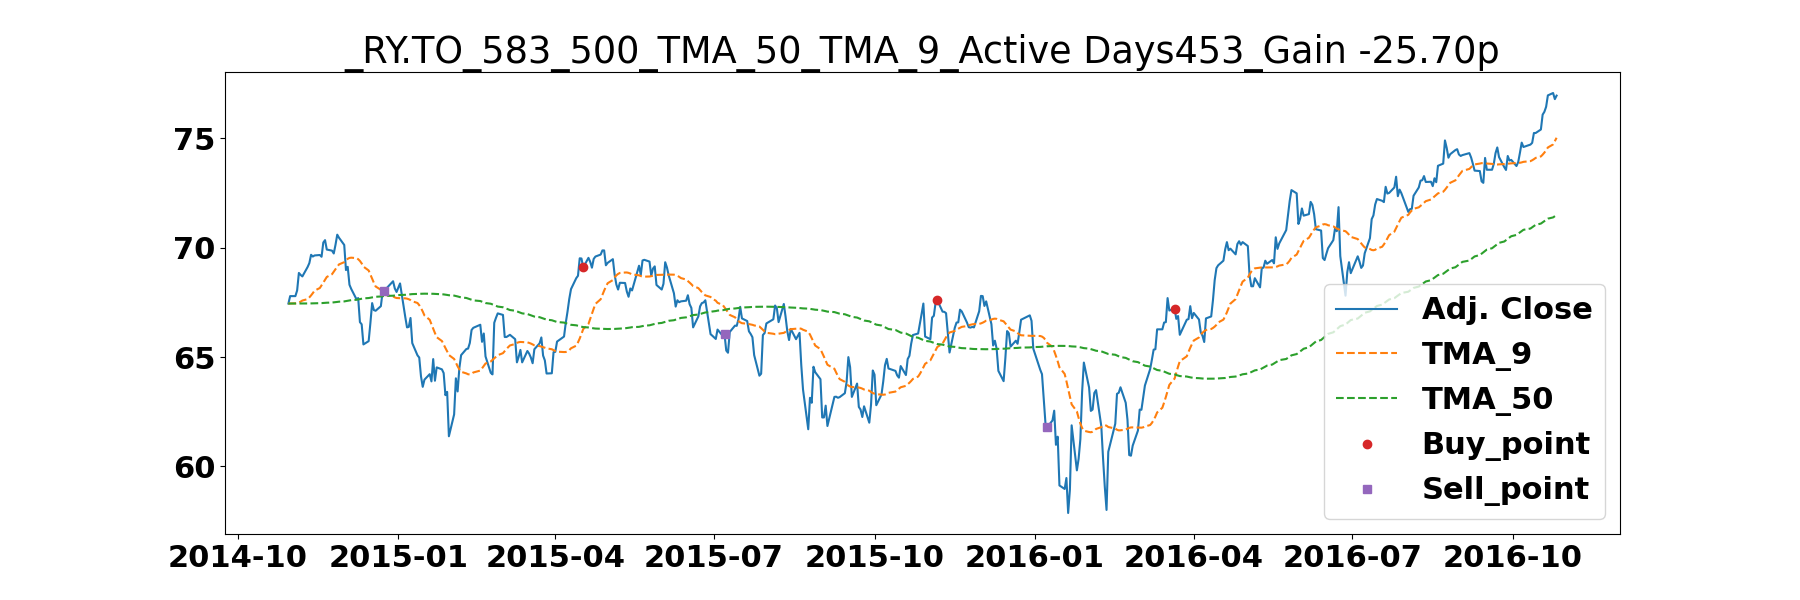 _RY.TO_583_500_TMA_50_TMA_9_Active Days453_Gain -25.70p
75
70
65
60
Adj. Close
TMA_9
TMA_50
Buy_point
Sell_point
2014-10 2015-01 2015-04 2015-07 2015-10 2016-01 2016-04 2016-07 2016-10